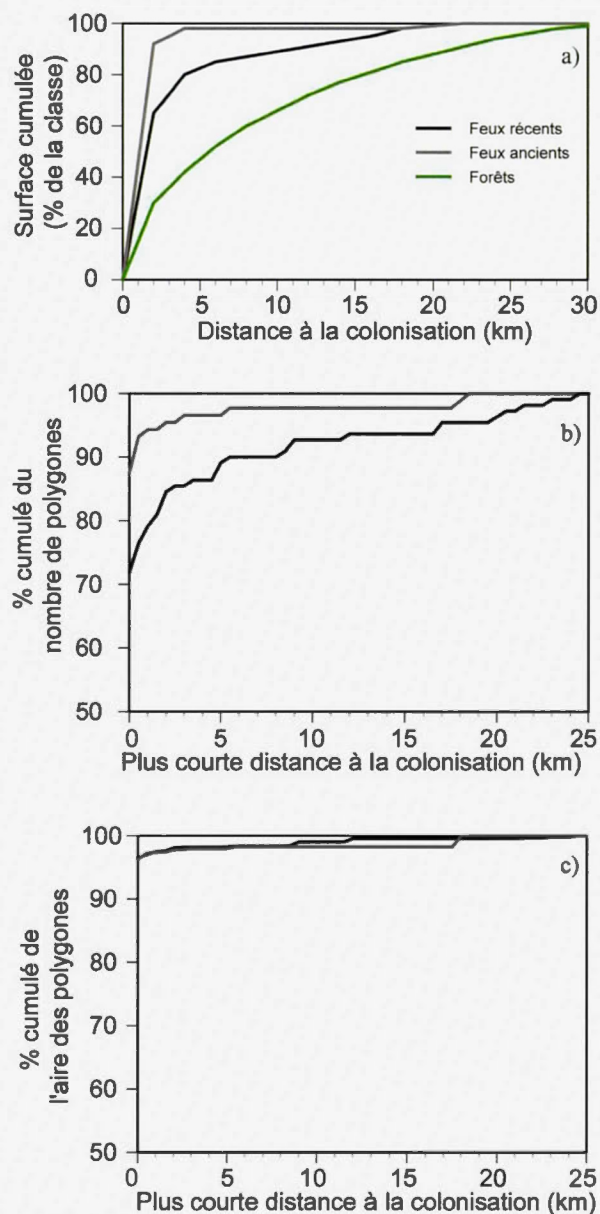 100
80
60
40
20
0
Surface cumulée
(% de la classe)
a)
Feux récents
Feux anciens
Forêts
0 5 10 15 20 25 30
Distance à la colonisation (km)
100
90
80
70
60
50
% cumulé du
nombre de polygones
b)
0 5 10 15 20 25
Plus courte distance à la colonisation (km)
100
90
80
70
60
50
% cumulé de
l'aire des polygones
c)
0 5 10 15 20 25
Plus courte distance à la colonisation (km)